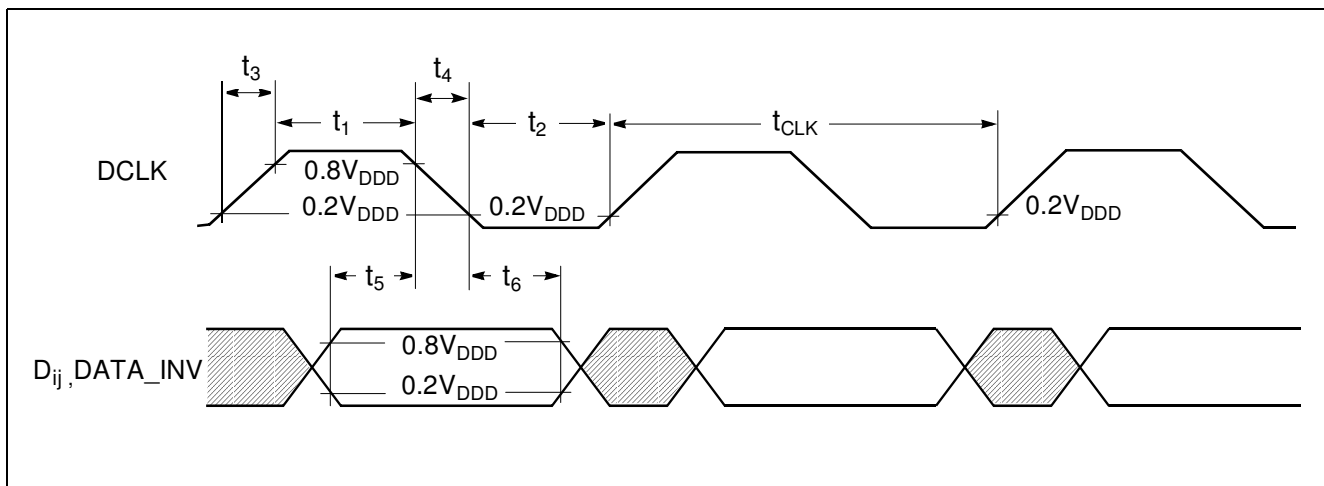 t3 t4
t1 t2 tCLK
DCLK
0.8VDDD
0.2VDDD 0.2VDDD 0.2VDDD
t5 t6
0.8VDDD
Dij ,DATA_INV
0.2VDDD